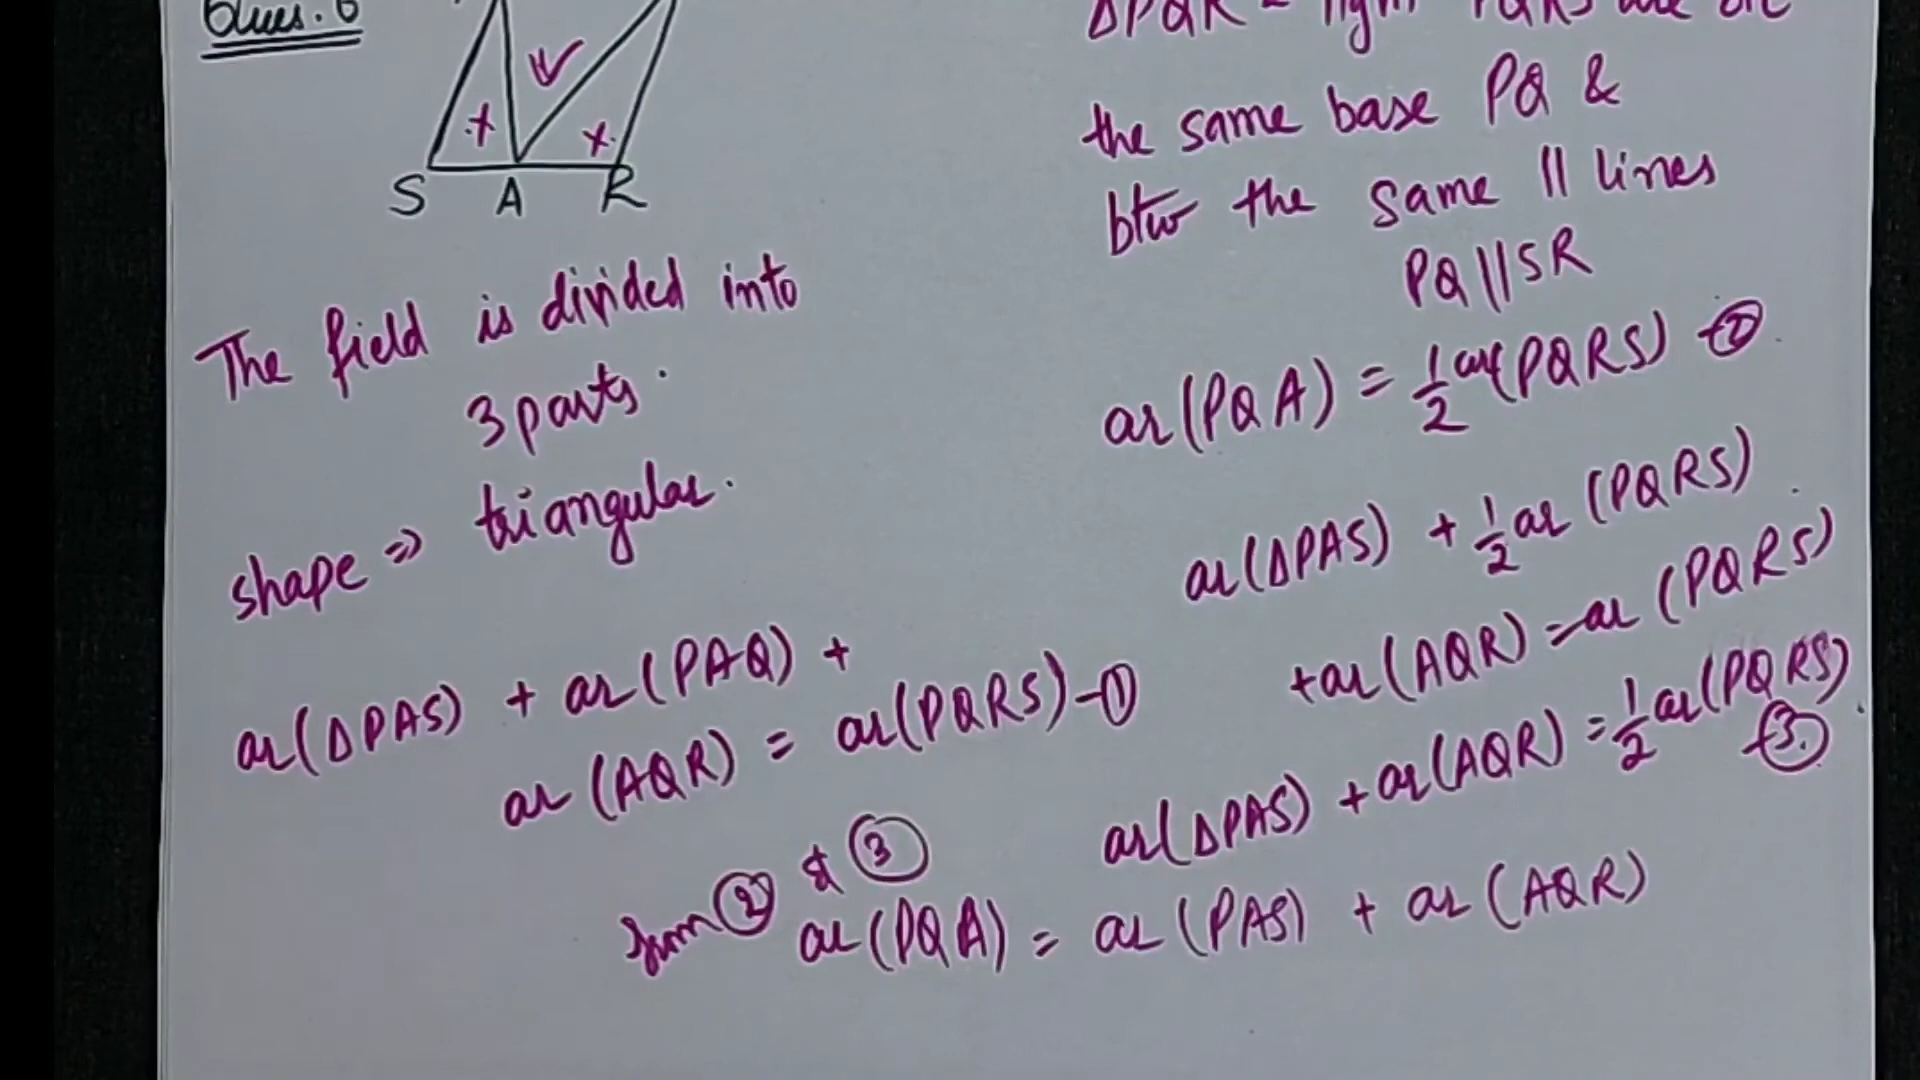 Ques. 6
S A R
The field is divided into
3 parts.
shape ⇒ triangular.
ar(ΔPAS) + ar(PAQ) +
ar(AQR) = ar(PQRS) - ①
the same base PQ &
btw the same || lines
PQ || SR
ar(PQA) = 1/2 ar(PQRS) - ②
ar(ΔPAS) + 1/2 ar(PQRS)
+ ar(AQR) = ar(PQRS)
ar(ΔPAS) + ar(AQR) = 1/2 ar(PQRS)
- ③.
from ② & ③
ar(PQA) = ar(PAS) + ar(AQR)